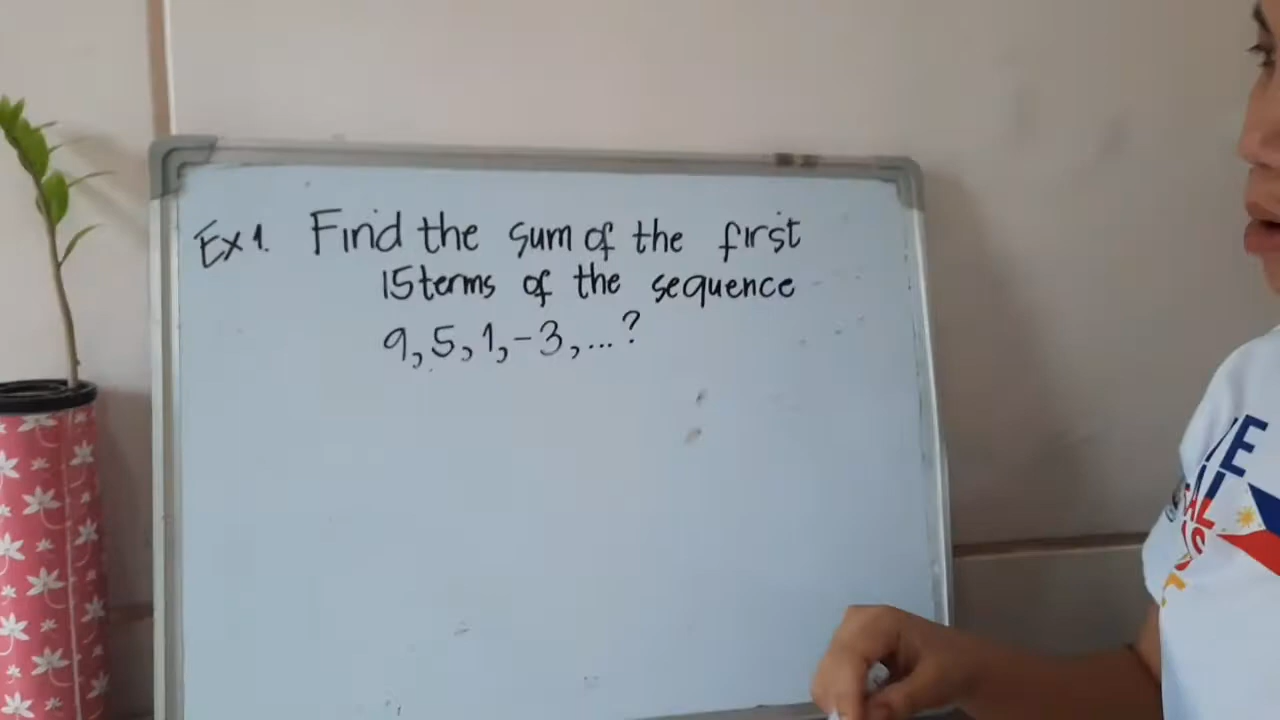 Ex 1. Find the sum of the first
15 terms of the sequence
9, 5, 1, -3, ... ?